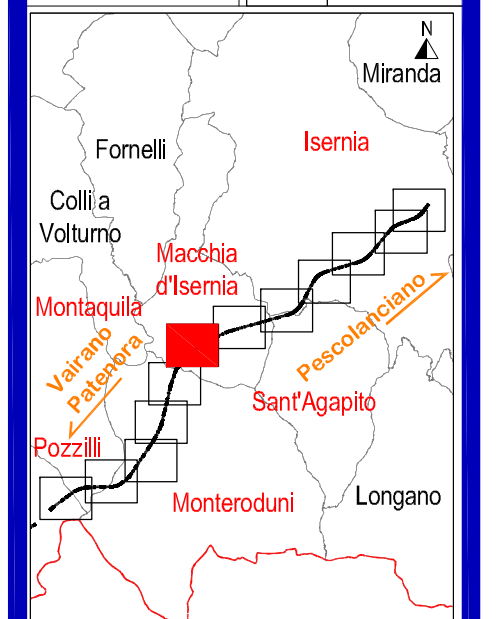 N
Miranda
Isernia
Fornelli
Colli a
Volturno
Macchia
d'Isernia
Montaquila
Pescolanciano
Vairano
Patenora
Sant'Agapito
Pozzilli
Monteroduni
Longano